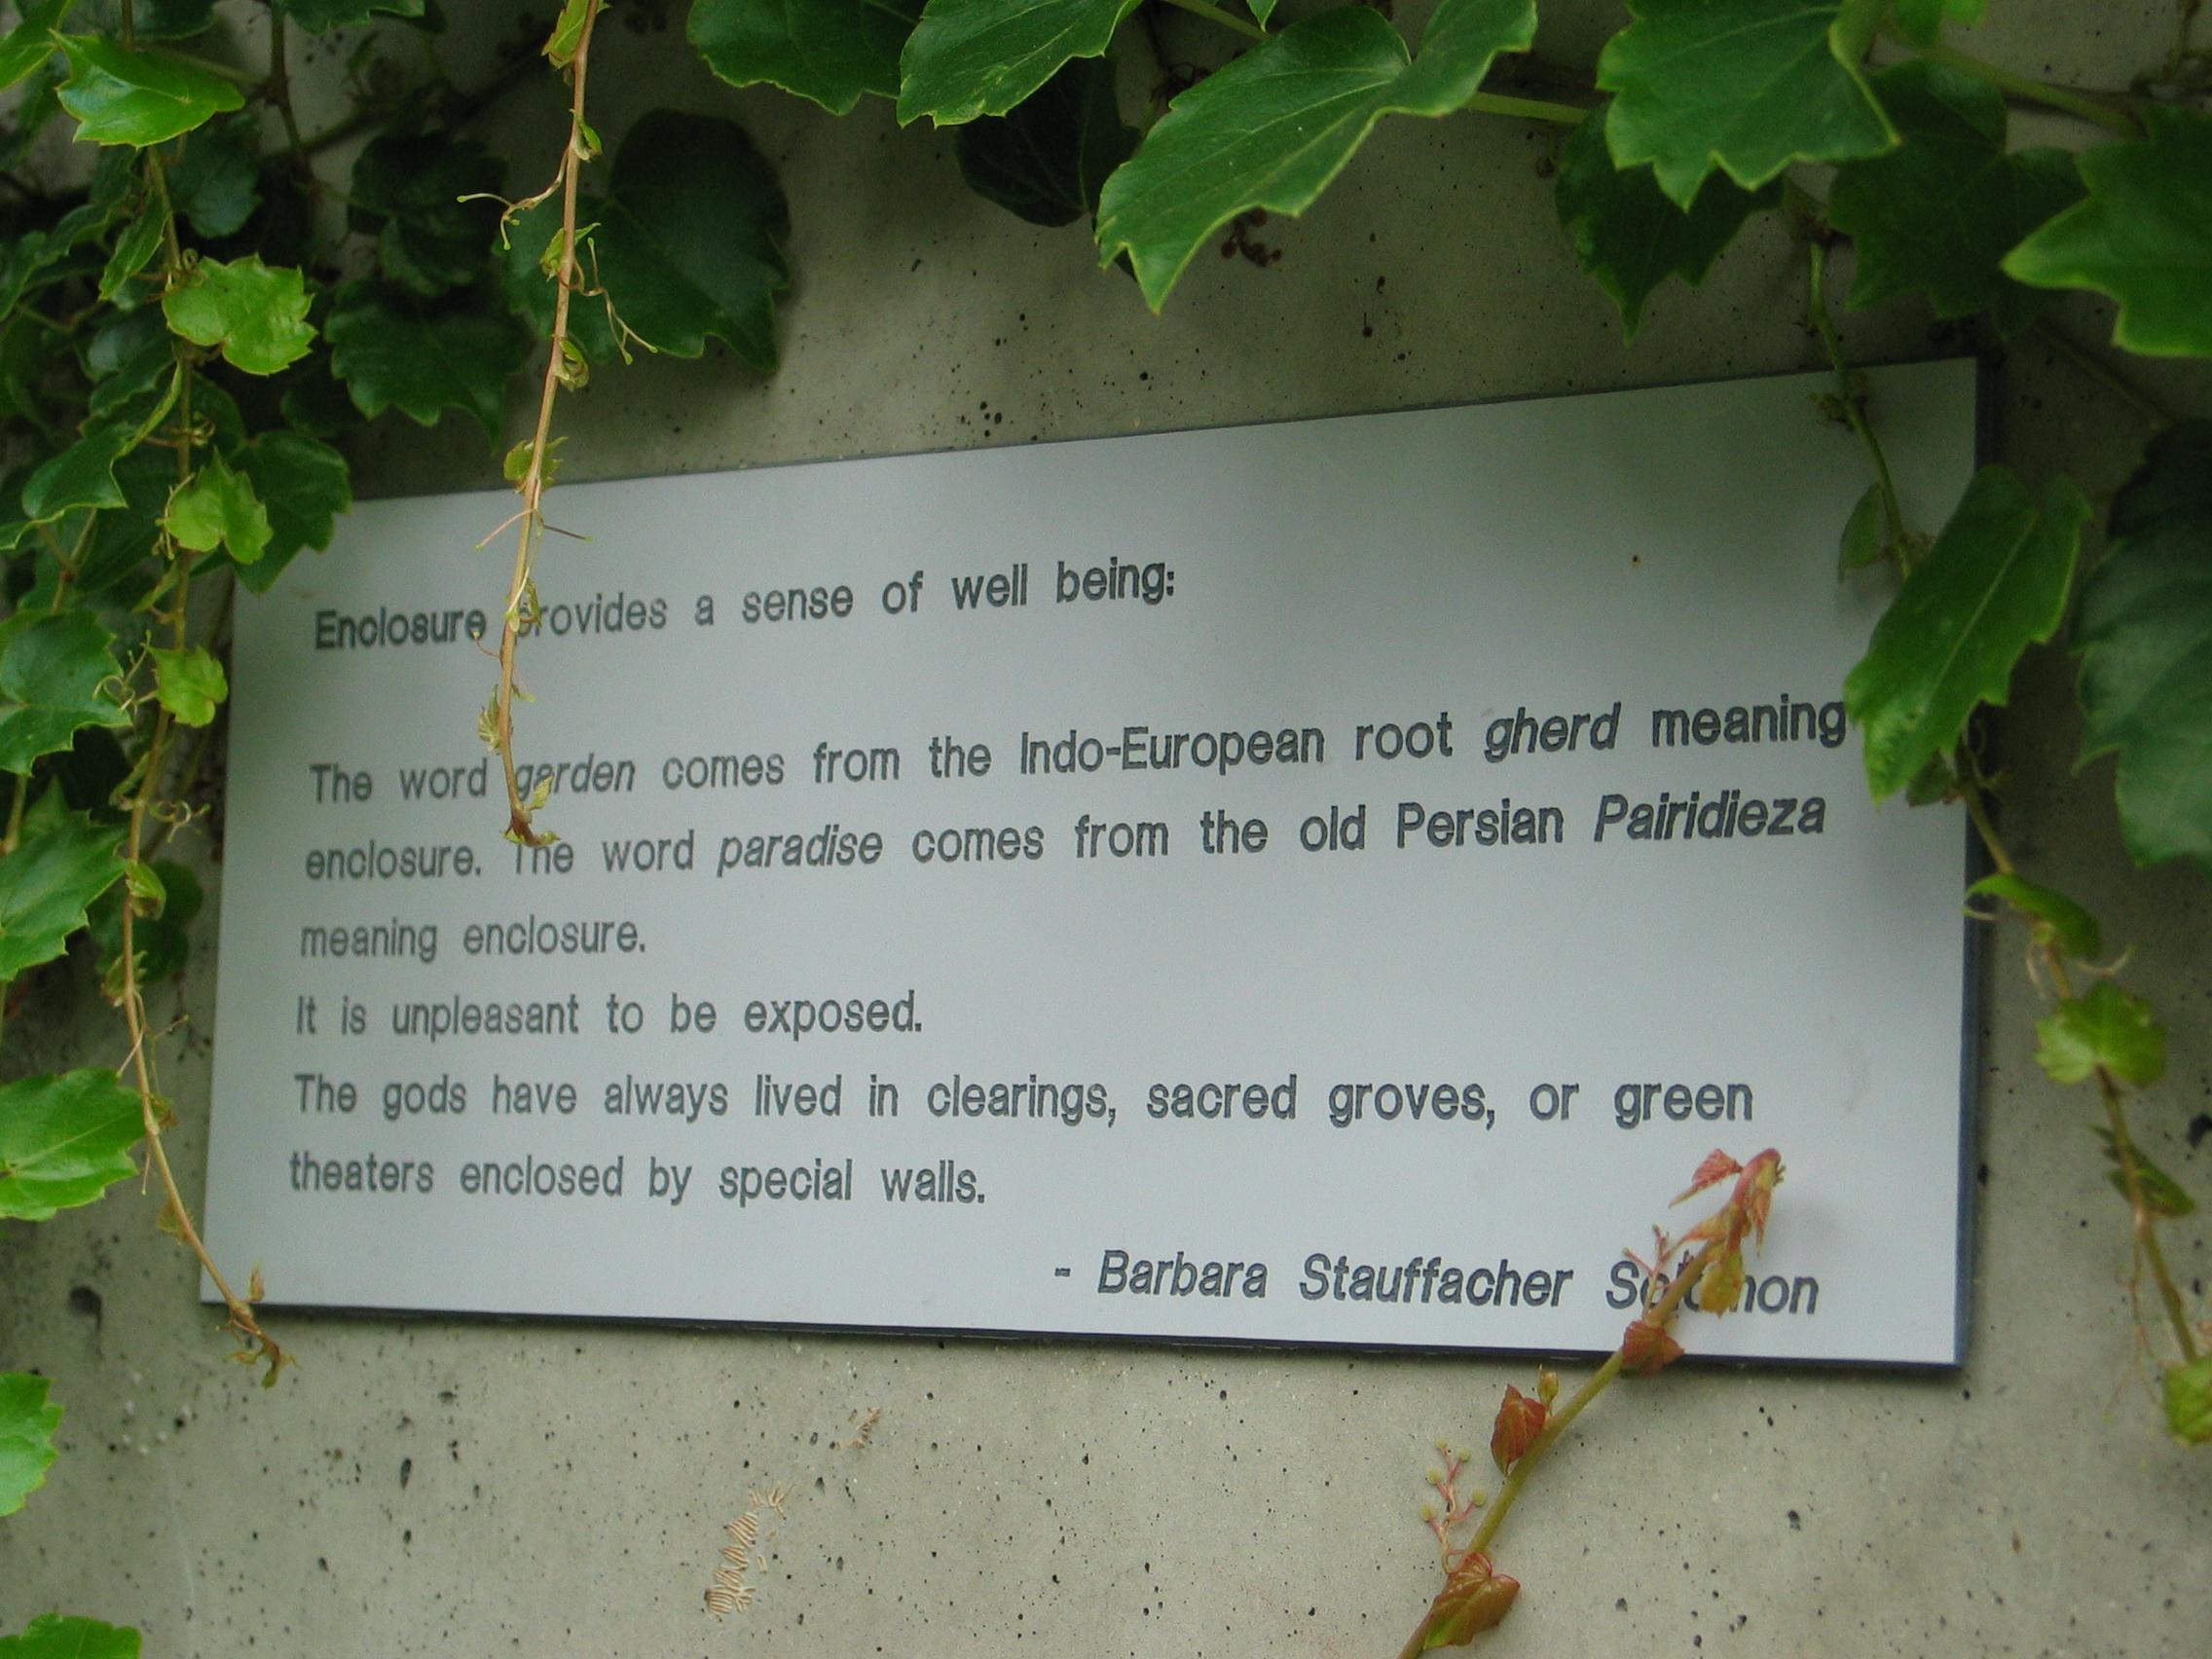 Enclosure provides a sense of well being:
The word garden comes from the Indo-European root gherd meaning
enclosure. The word paradise comes from the old Persian Pairidieza
meaning enclosure.
It is unpleasant to be exposed.
The gods have always lived in clearings, sacred groves, or green
theaters enclosed by special walls.
- Barbara Stauffacher Solomon